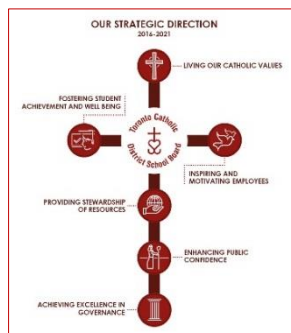 OUR STRATEGIC DIRECTION
2016-2021
LIVING OUR CATHOLIC VALUES
FOSTERING STUDENT
ACHIEVEMENT AND WELL BEING
Toronto Catholic
District School Board
INSPIRING AND
MOTIVATING EMPLOYEES
PROVIDING STEWARDSHIP
OF RESOURCES
ENHANCING PUBLIC
CONFIDENCE
ACHIEVING EXCELLENCE IN
GOVERNANCE